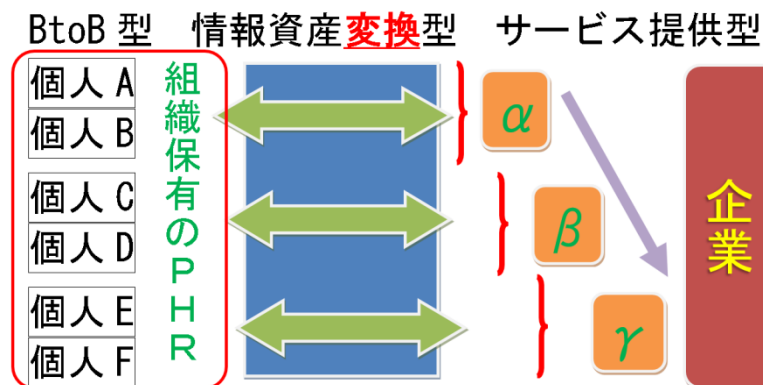 BtoB 型
情報資産変換型
サービス提供型
個人 A
個人 B
個人 C
個人 D
個人 E
個人 F
組織保有のPHR
α
β
γ
企業